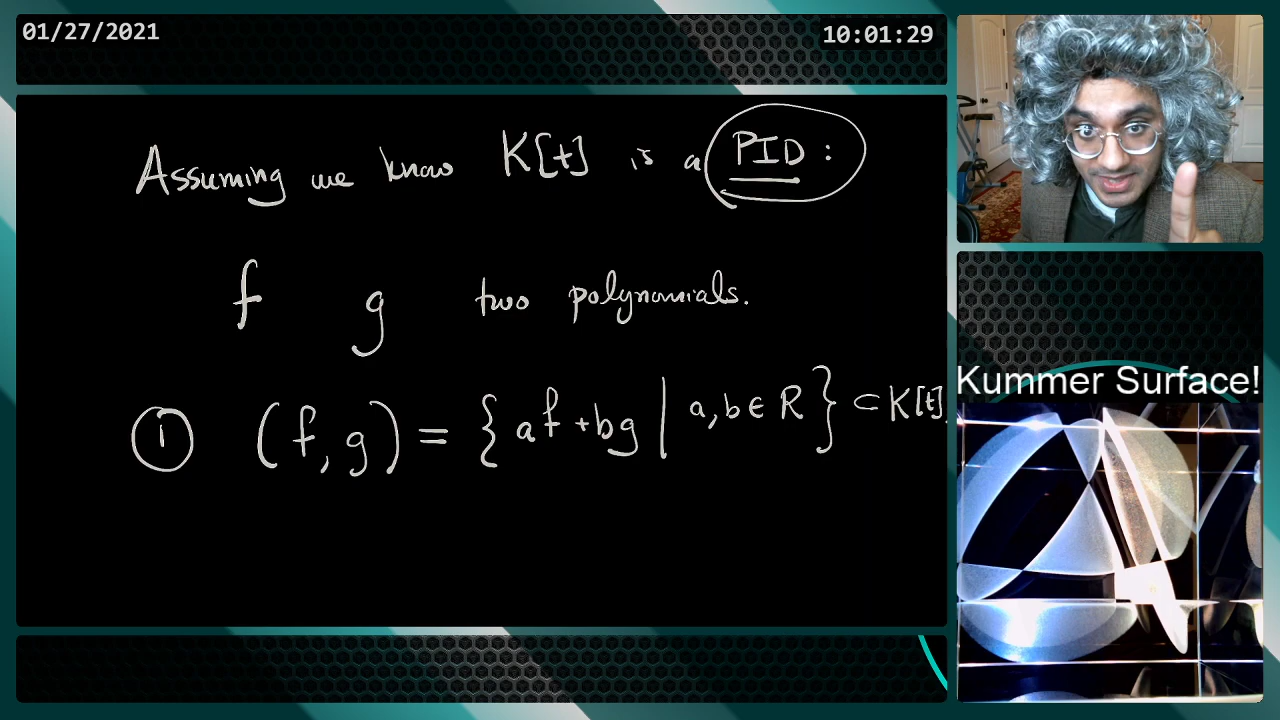 01/27/2021
10:01:29
Assuming we know K[t] is a PID:
f g two polynomials.
① (f, g) = { af + bg | a, b ∈ R } ⊂ K[t].
Kummer Surface!